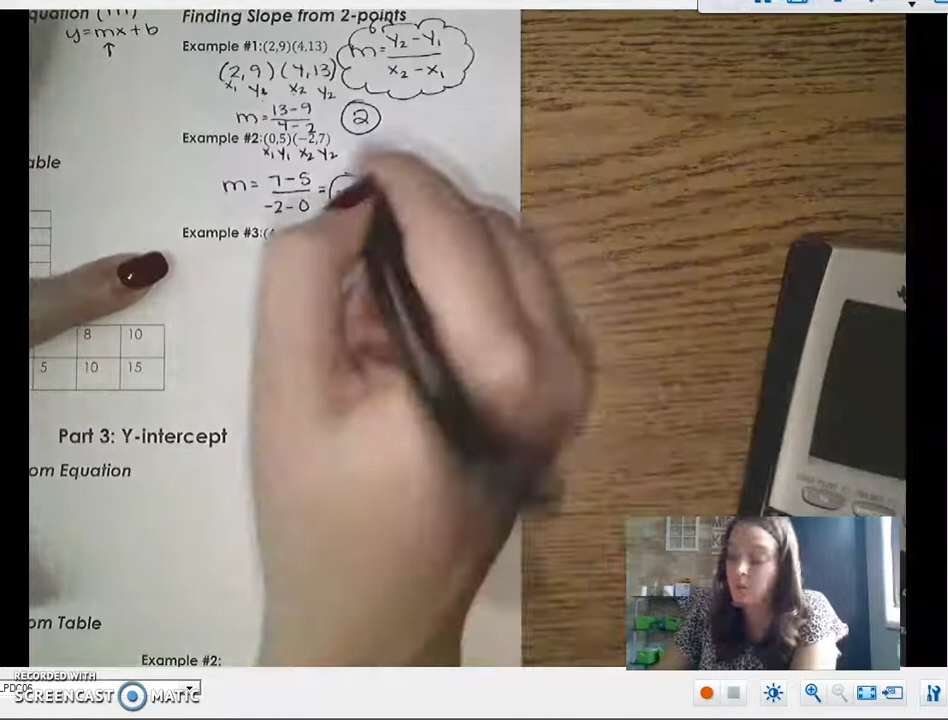 quation
y=mx+b
↑
Finding Slope from 2-points
Example #1:(2,9)(4,13)
m = y₂-y₁
x₂-x₁
(2,9) (4,13)
x₁ y₂ x₂ y₂
m = 13-9
4-2
2
Example #2:(0,5)(-2,7)
x₁ y₁ x₂ y₂
m = 7-5 =
-2-0
able
Example #3:(
8 10
5 10 15
Part 3: Y-intercept
om Equation
om Table
Example #2:
RECORDED WITH
SCREENCAST MATIC